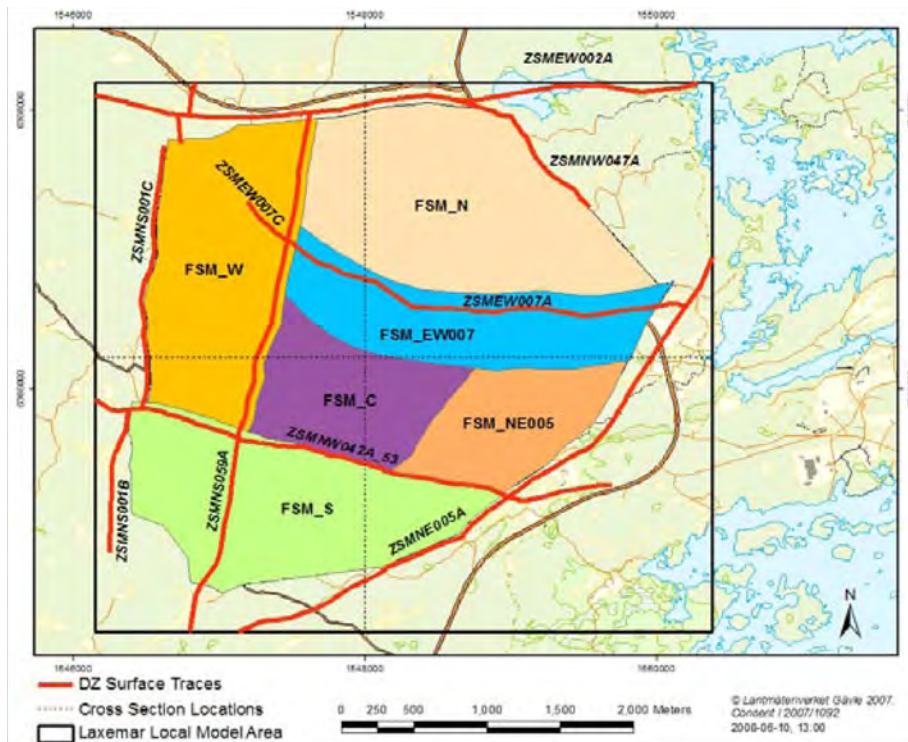 1546000 1548000 1550000
ZSMEW002A
6368000
ZSMNW047A
ZSMEW007C
ZSMNS001C
FSM_N
FSM_W
ZSMEW007A
FSM_EW007
6366000
FSM_C
FSM_NE005
ZSMNW042A_53
ZSMNS059A
ZSMNS001B
FSM_S
ZSMNE005A
N
1546000 1548000 1550000
DZ Surface Traces
Cross Section Locations
Laxemar Local Model Area
0 250 500 1,000 1,500 2,000 Meters
© Lantmäteriverket Gävle 2007.
Consent I 2007/1092
2008-06-10, 13:00